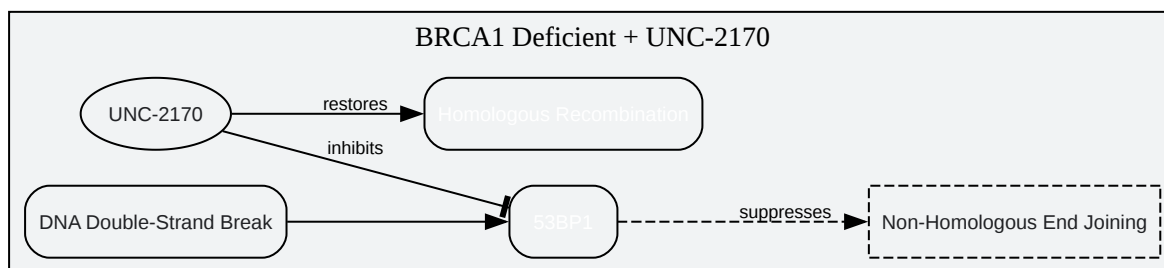 BRCA1 Deficient + UNC-2170
UNC-2170
restores
Homologous Recombination
inhibits
DNA Double-Strand Break
53BP1
suppresses
Non-Homologous End Joining